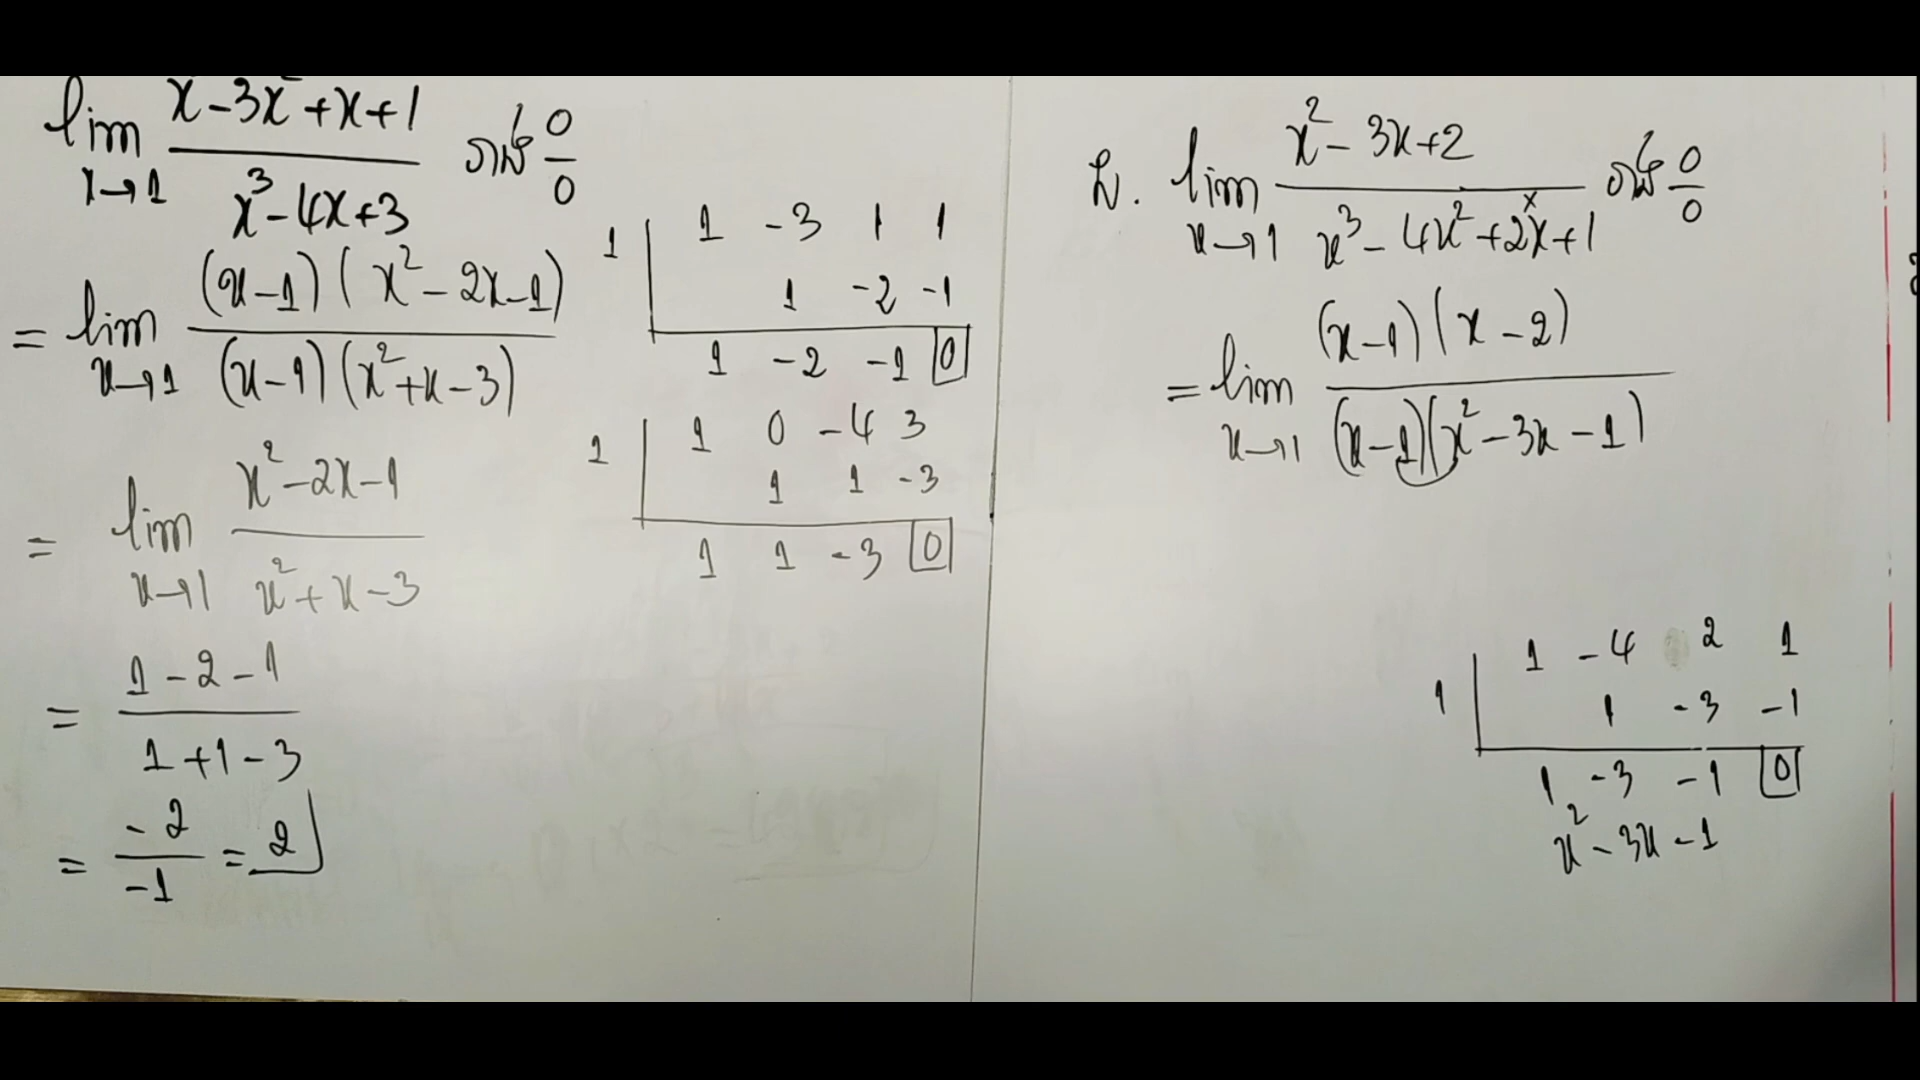 lim x→1 (x - 3x² + x + 1)/(x³ - 4x + 3) រាង 0/0
= lim x→1 (x-1)(x² - 2x - 1)/(x-1)(x² + x - 3)
= lim x→1 (x² - 2x - 1)/(x² + x - 3)
= (1 - 2 - 1)/(1 + 1 - 3)
= -2/-1 = 2
1 | 1 -3 1 1
1 -2 -1
1 -2 -1 0
1 | 1 0 -4 3
1 1 -3
1 1 -3 0
lim x→1 (x² - 3x + 2)/(x³ - 4x² + 2x + 1) រាង 0/0
= lim x→1 (x-1)(x-2)/(x-1)(x² - 3x - 1)
1 | 1 -4 2 1
1 -3 -1
1 -3 -1 0
x² - 3x - 1